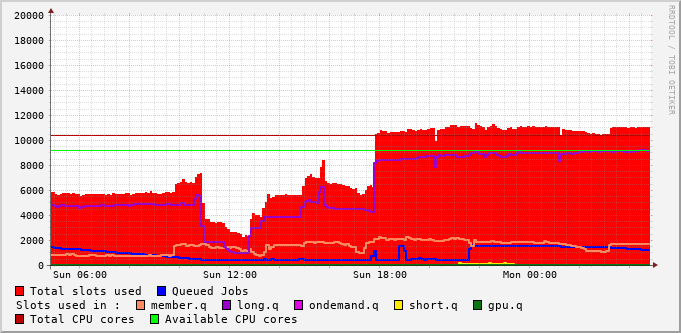 20000
18000
16000
14000
12000
10000
8000
6000
4000
2000
0
Sun 06:00 Sun 12:00 Sun 18:00 Mon 00:00
RRDTOOL / TOBI OETIKER
Total slots used Queued Jobs
Slots used in : member.q long.q ondemand.q short.q gpu.q
Total CPU cores Available CPU cores